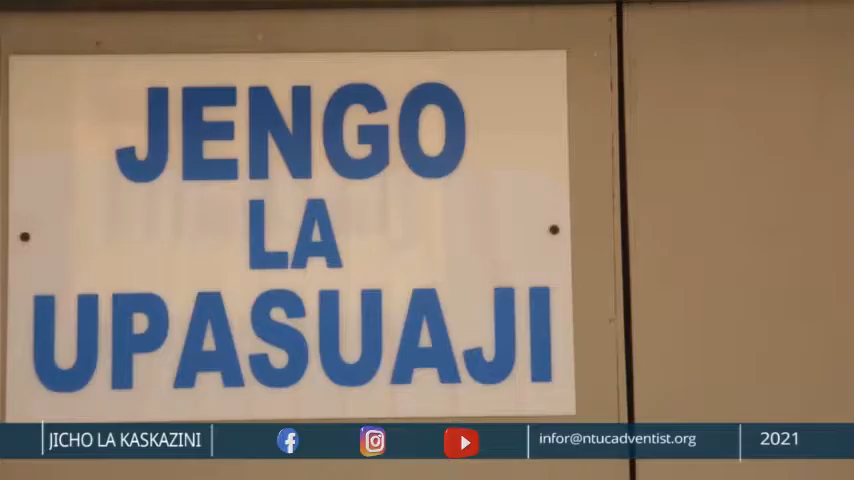 JENGO
LA
UPASUAJI
JICHO LA KASKAZINI
infor@ntucadventist.org
2021